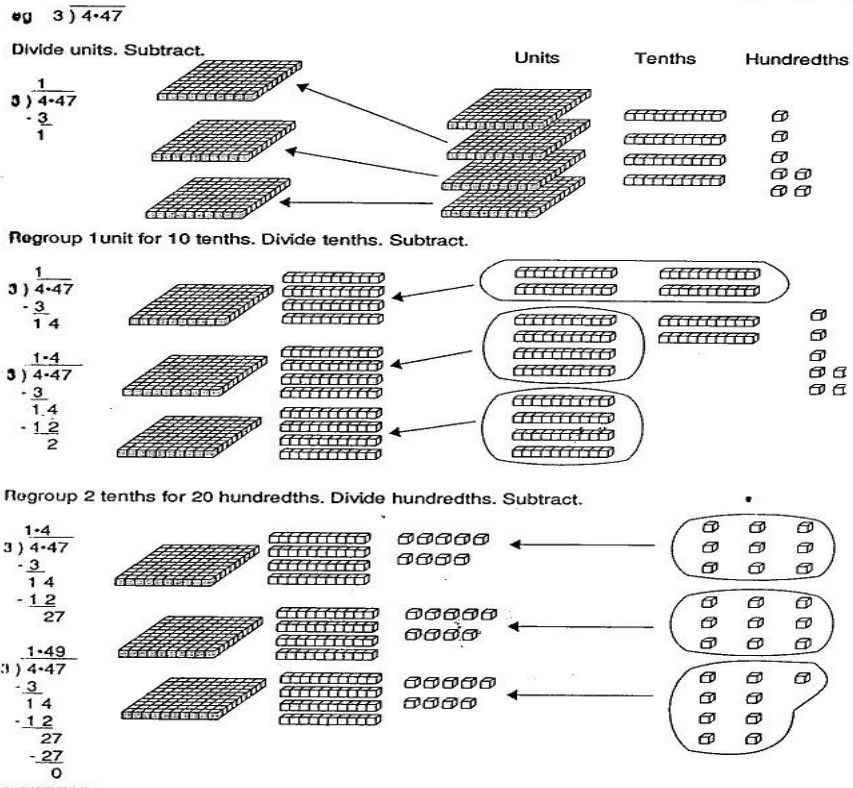 eg 3 ) 4·47
Divide units. Subtract.
Units Tenths Hundredths
1
3 ) 4·47
- 3
1
Regroup 1unit for 10 tenths. Divide tenths. Subtract.
1
3 ) 4·47
- 3
1 4
1·4
3 ) 4·47
- 3
1 4
- 1 2
2
Regroup 2 tenths for 20 hundredths. Divide hundredths. Subtract.
1·4
3 ) 4·47
- 3
1 4
- 1 2
27
1·49
3 ) 4·47
- 3
1 4
- 1 2
27
- 27
0